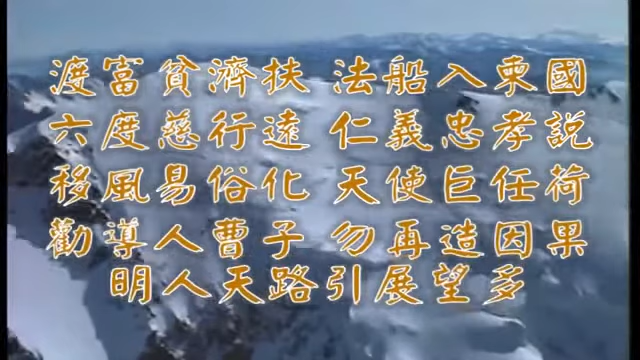 渡富貧濟扶 法船入柬國
六度慈行遠 仁義忠孝說
移風易俗化 天使巨任荷
勸導人曹子 勿再造因果
明人天路引展望多